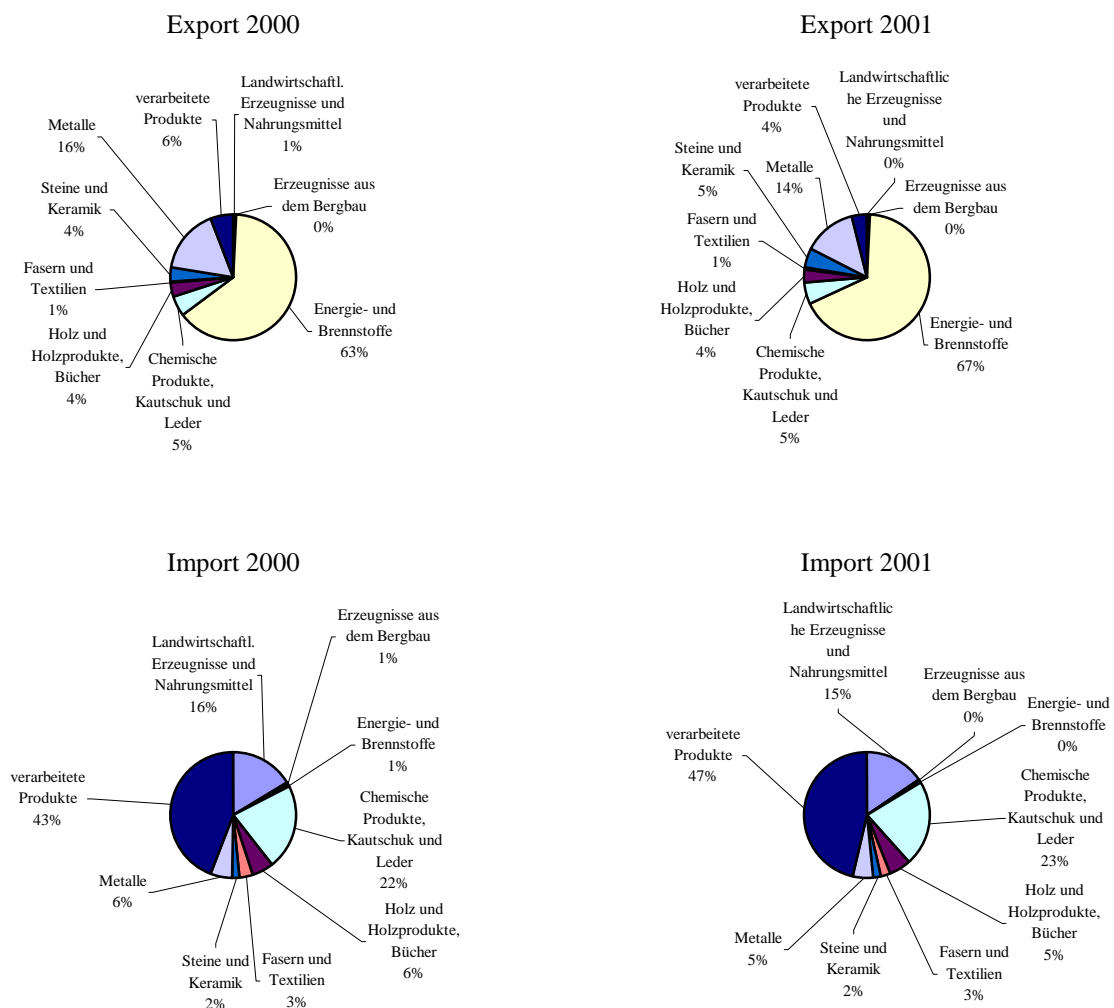 Export 2000
Landwirtschaftl.
Erzeugnisse und
Nahrungsmittel
1%
verarbeitete
Produkte
6%
Metalle
16%
Erzeugnisse aus
dem Bergbau
0%
Steine und
Keramik
4%
Fasern und
Textilien
1%
Energie- und
Brennstoffe
63%
Holz und
Holzprodukte,
Bücher
4%
Chemische
Produkte,
Kautschuk und
Leder
5%
Export 2001
Landwirtschaftlic
he Erzeugnisse
und
Nahrungsmittel
0%
verarbeitete
Produkte
4%
Steine und
Keramik
5%
Metalle
14%
Erzeugnisse aus
dem Bergbau
0%
Fasern und
Textilien
1%
Holz und
Holzprodukte,
Bücher
4%
Energie- und
Brennstoffe
67%
Chemische
Produkte,
Kautschuk und
Leder
5%
Import 2000
Erzeugnisse aus
dem Bergbau
1%
Landwirtschaftl.
Erzeugnisse und
Nahrungsmittel
16%
Energie- und
Brennstoffe
1%
verarbeitete
Produkte
43%
Chemische
Produkte,
Kautschuk und
Leder
22%
Metalle
6%
Holz und
Holzprodukte,
Bücher
6%
Steine und
Keramik
2%
Fasern und
Textilien
3%
Import 2001
Landwirtschaftlic
he Erzeugnisse
und
Nahrungsmittel
15%
Erzeugnisse aus
dem Bergbau
0%
Energie- und
Brennstoffe
0%
verarbeitete
Produkte
47%
Chemische
Produkte,
Kautschuk und
Leder
23%
Holz und
Holzprodukte,
Bücher
5%
Metalle
5%
Steine und
Keramik
2%
Fasern und
Textilien
3%